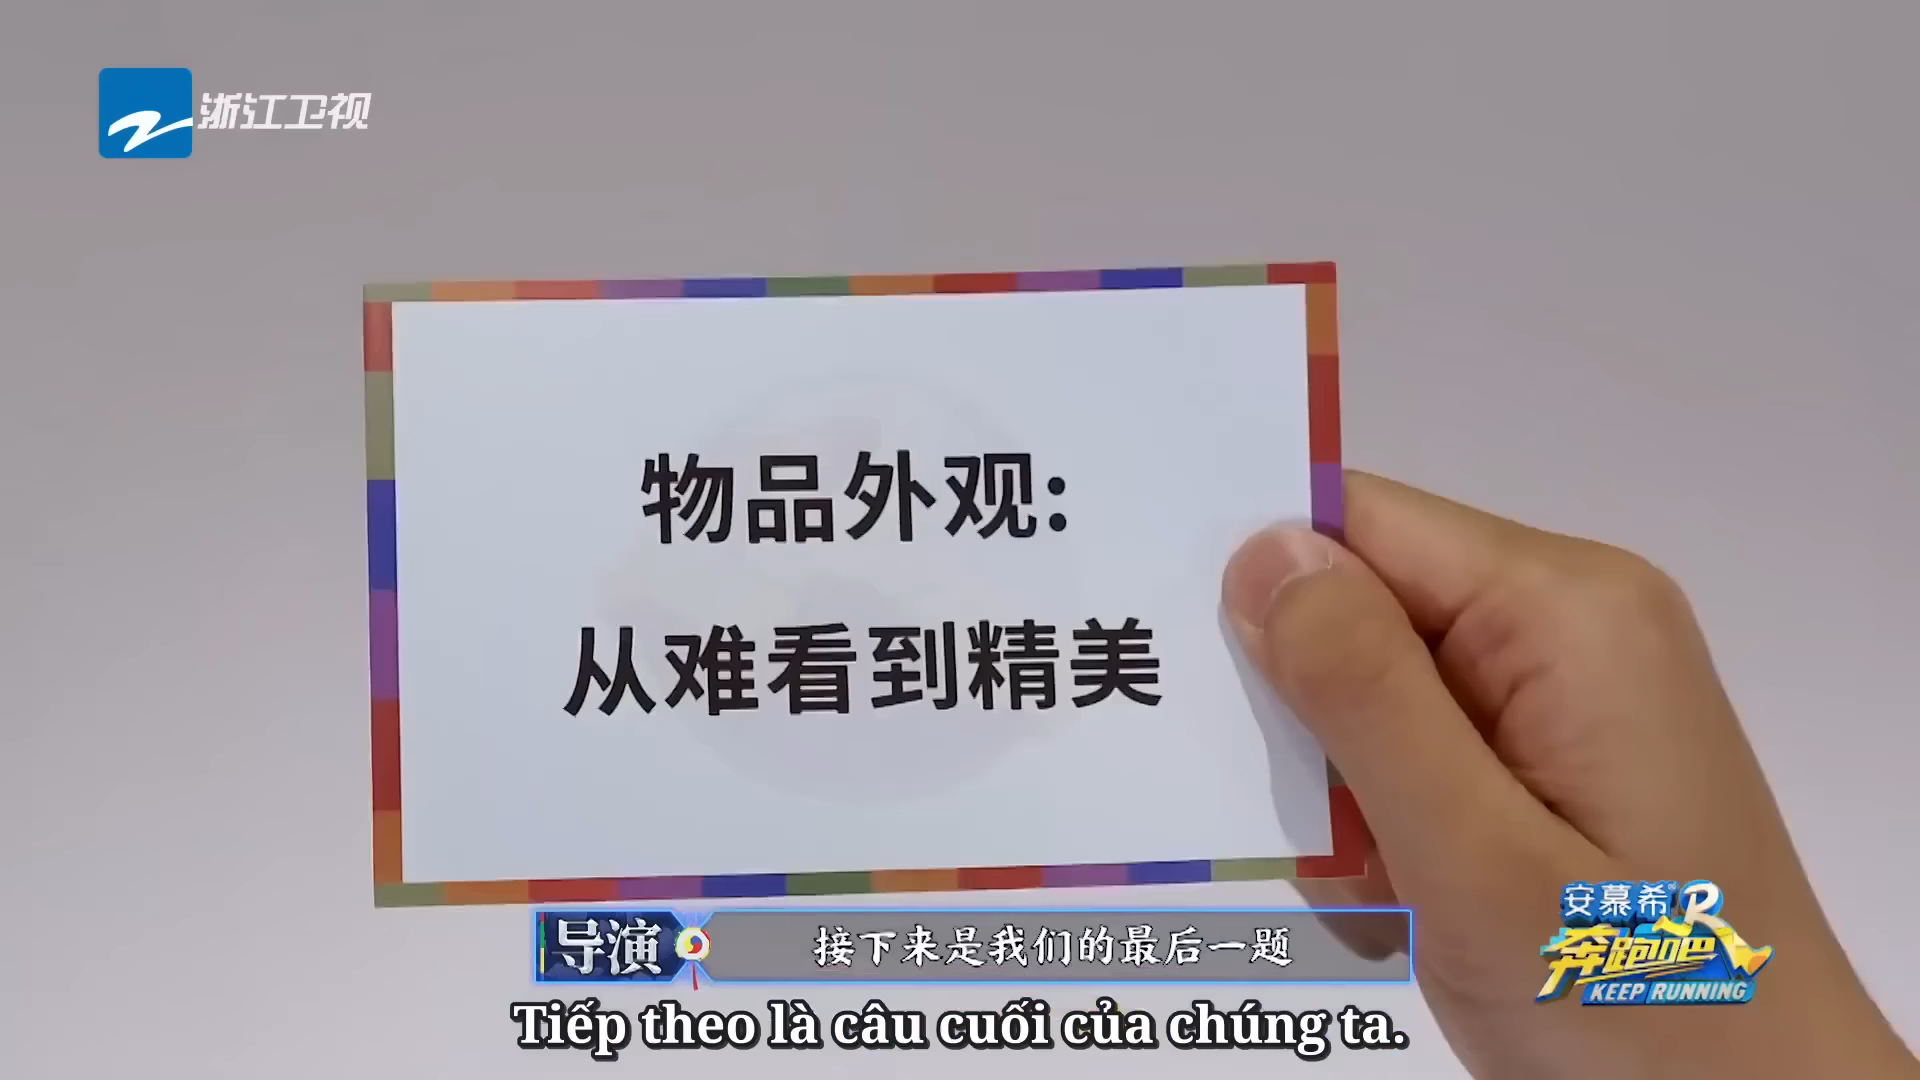 浙江卫视
物品外观:
从难看到精美
导演
接下来是我们的最后一题
Tiếp theo là câu cuối của chúng ta.
安慕希
奔跑吧
KEEP RUNNING